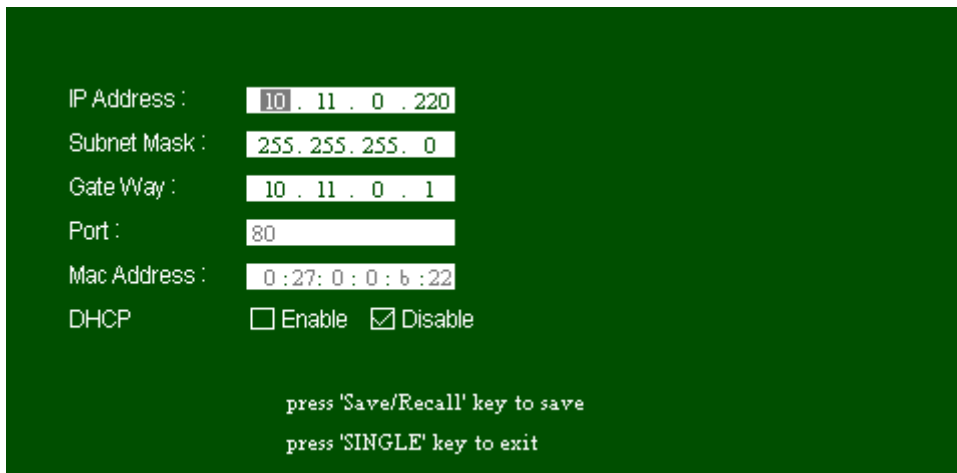 IP Address : 10 . 11 . 0 . 220
Subnet Mask : 255. 255. 255. 0
Gate Way : 10 . 11 . 0 . 1
Port : 80
Mac Address : 0 :27: 0 : 0 : b :22
DHCP Enable Disable
press 'Save/Recall' key to save
press 'SINGLE' key to exit